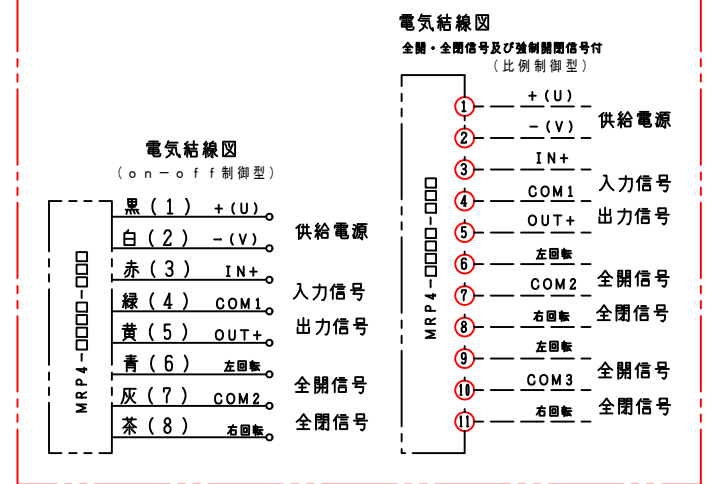 電気結線図
(on-off制御型)
MRP4-□□□-□□□
黒(1) +(U)
白(2) -(V)
供給電源
赤(3) IN+
緑(4) COM1
入力信号
黄(5) OUT+
出力信号
青(6) 左回転
灰(7) COM2
全開信号
茶(8) 右回転
全閉信号
電気結線図
全開・全閉信号及び強制開閉信号付
(比例制御型)
MRP4-□□□□-□□□
1 +(U)
2 -(V)
供給電源
3 IN+
4 COM1
入力信号
5 OUT+
出力信号
6 左回転
7 COM2
全開信号
8 右回転
全閉信号
9 左回転
10 COM3
全開信号
11 右回転
全閉信号